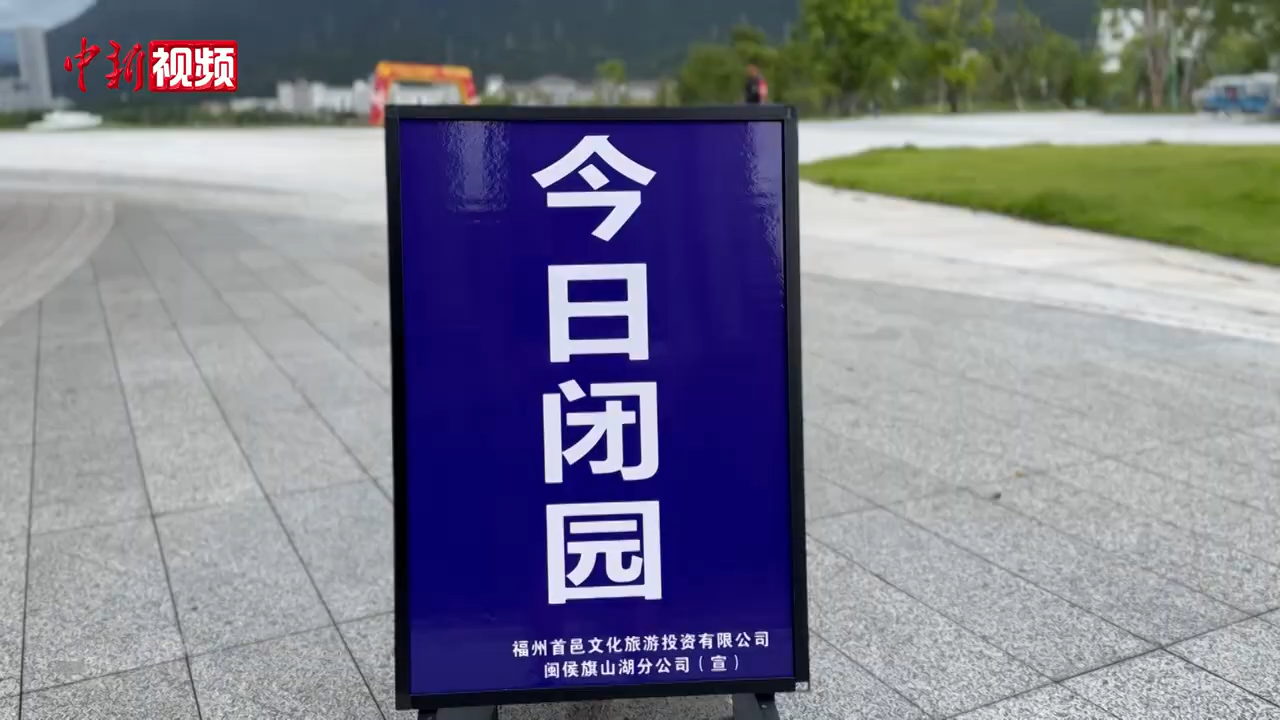 中新视频
今日闭园
福州首邑文化旅游投资有限公司
闽侯旗山湖分公司（宣）